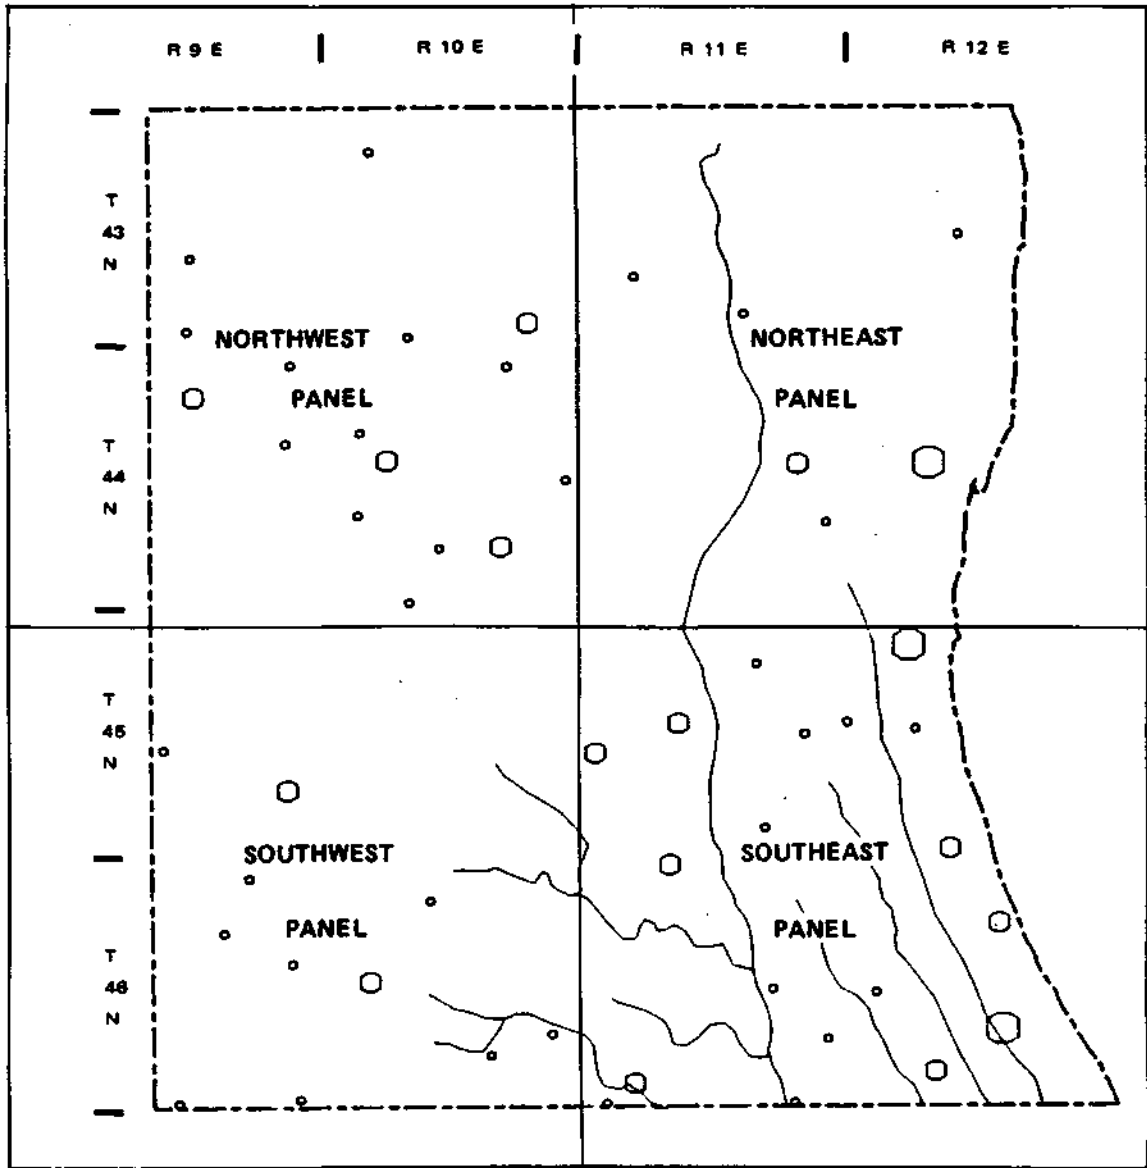 R 9 E
R 10 E
R 11 E
R 12 E
T
43
N
NORTHWEST
PANEL
NORTHEAST
PANEL
T
44
N
T
45
N
SOUTHWEST
PANEL
SOUTHEAST
PANEL
T
46
N